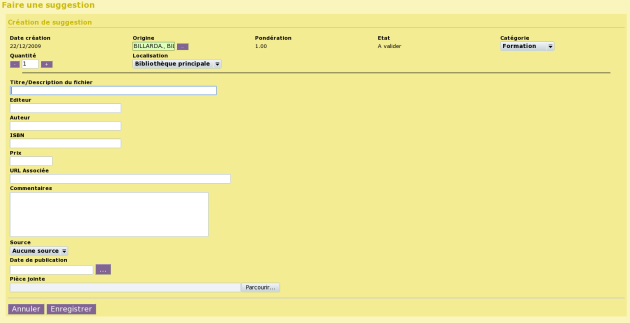 Faire une suggestion
Création de suggestion
Date création Origine Pondération Etat Catégorie
22/12/2009 BILLARDA., Bil ... 1.00 A valider Formation
Quantité Localisation
- 1 + Bibliothèque principale
Titre/Description du fichier
Editeur
Auteur
ISBN
Prix
URL Associée
Commentaires
Source
Aucune source
Date de publication
...
Pièce jointe
Parcourir...
Annuler Enregistrer